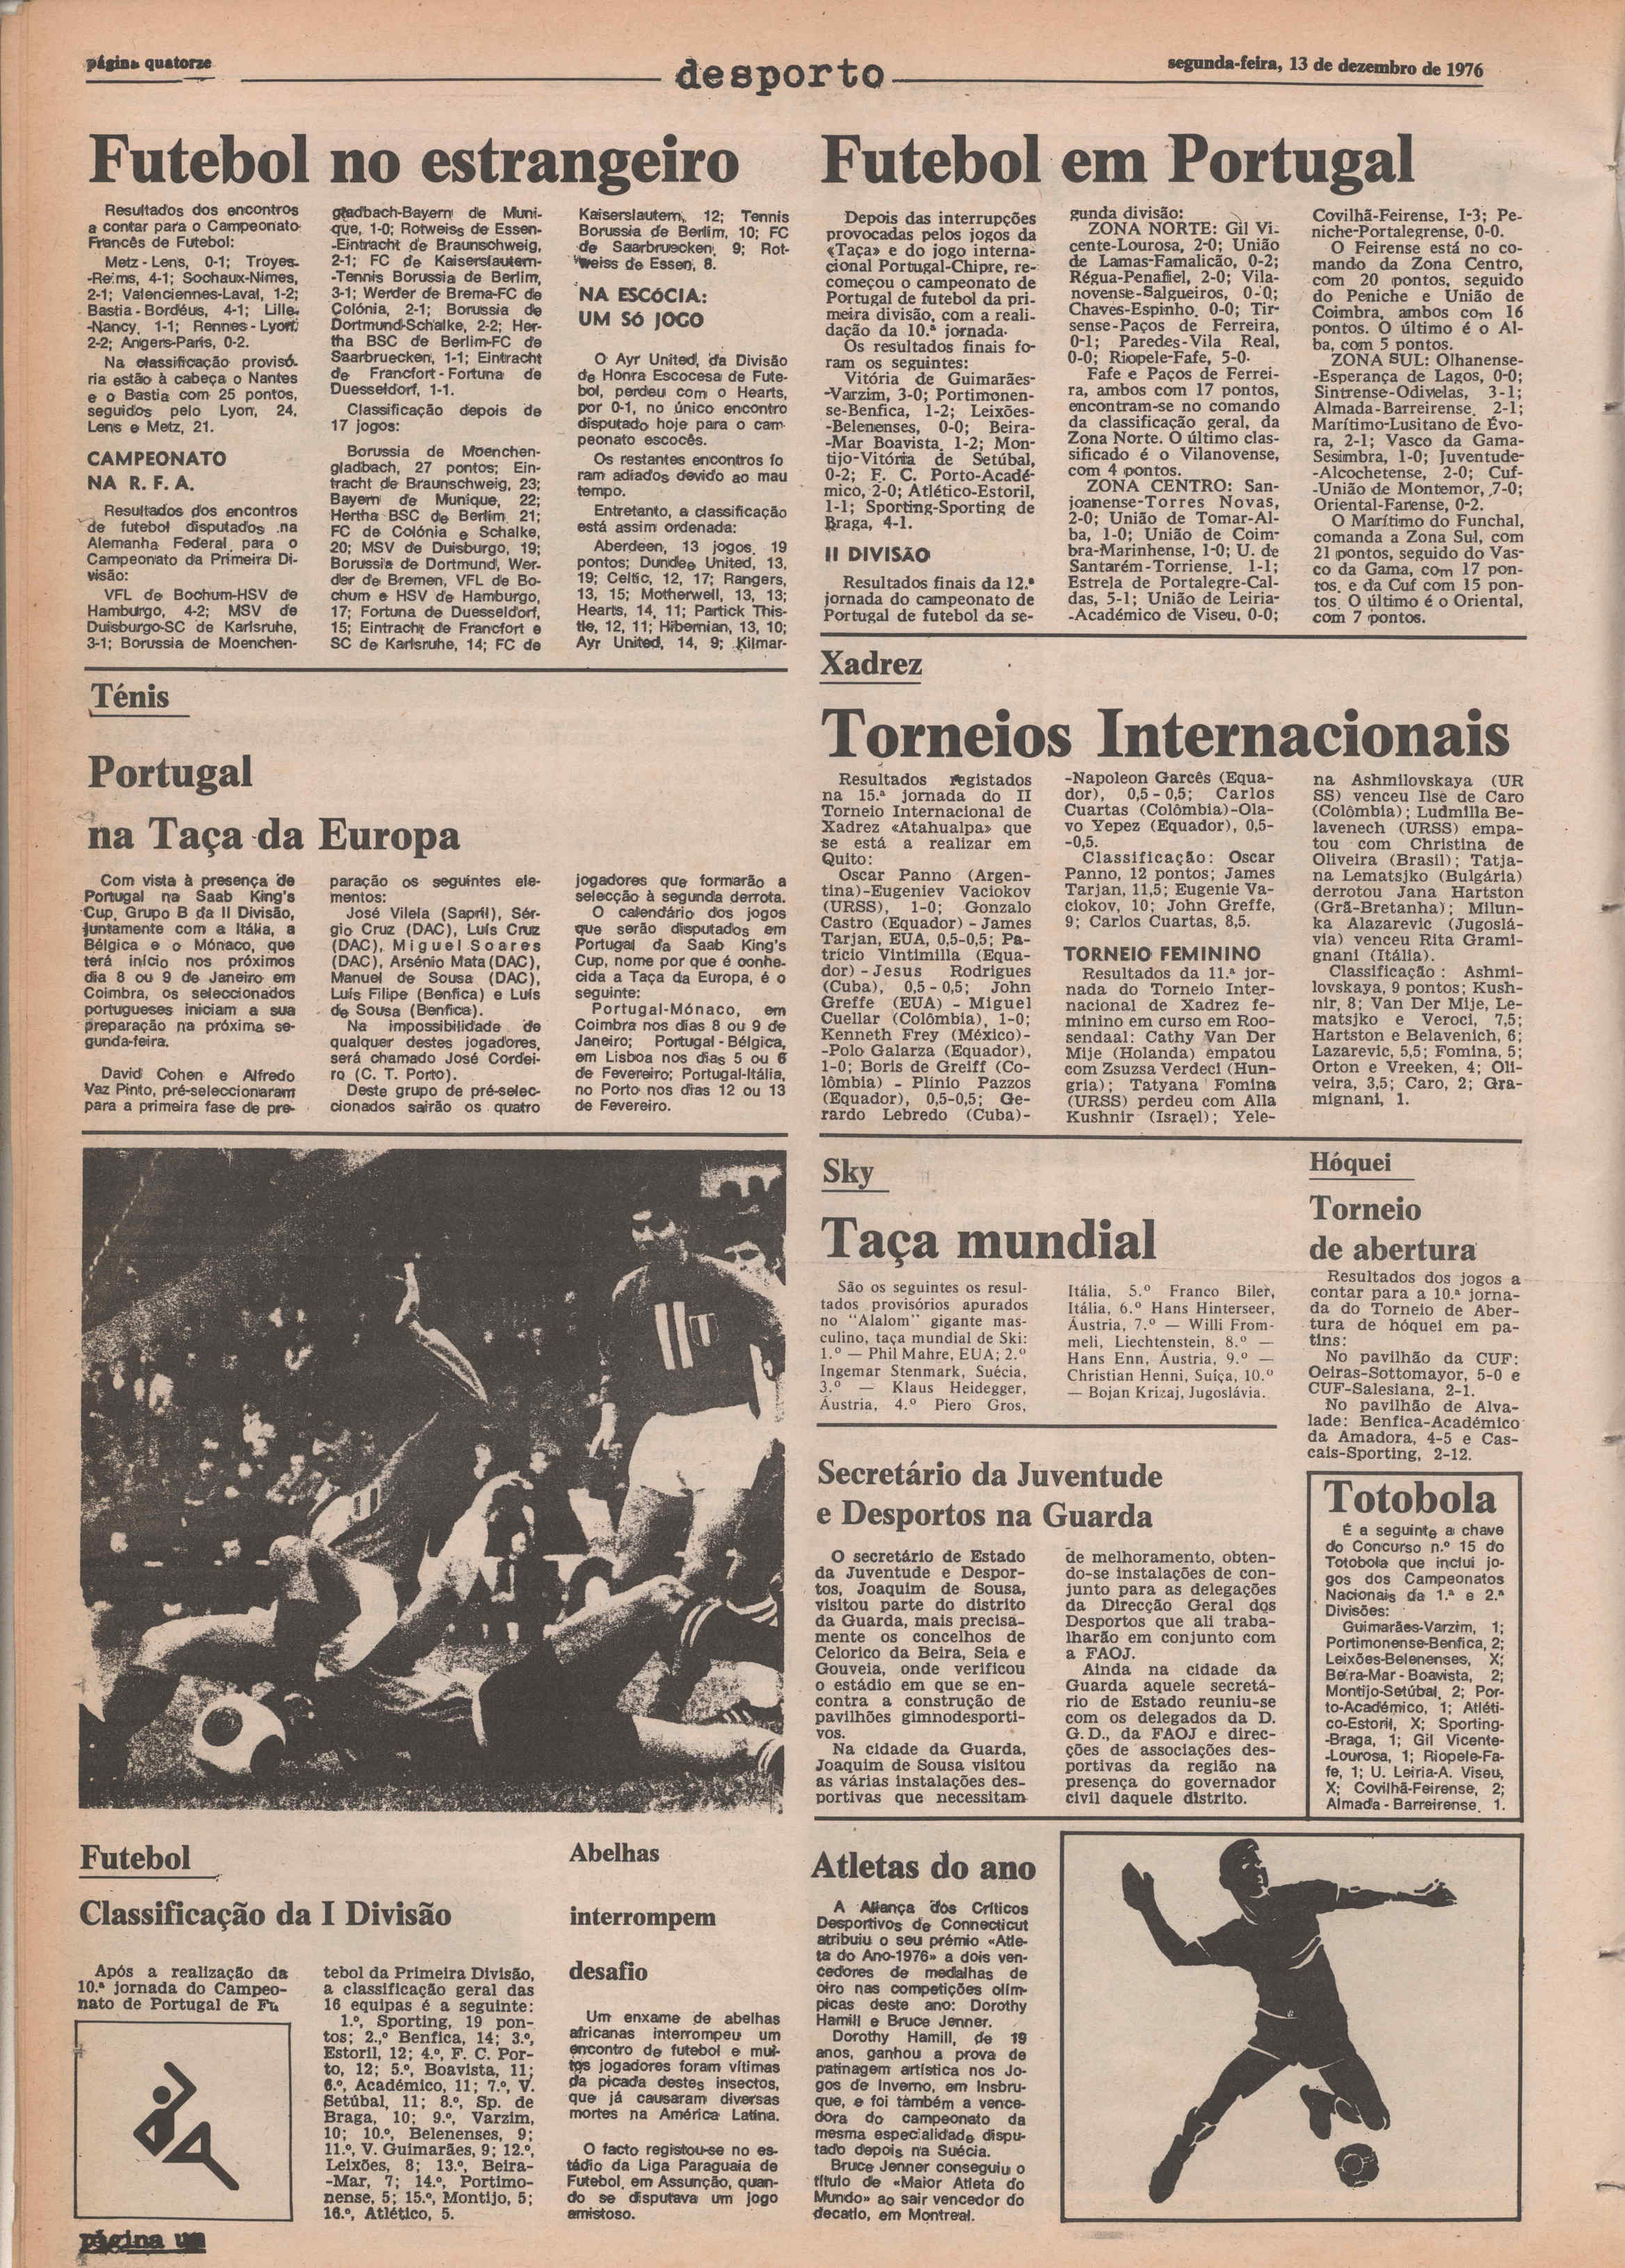 página quatorze
desporto
segunda-feira, 13 de dezembro de 1976
Futebol no estrangeiro
Resultados dos encontros
a contar para o Campeonato
Francês de Futebol:
Metz-Lens, 0-1; Troyes-
-Reims, 4-1; Sochaux-Nimes,
2-1; Valenciennes-Laval, 1-2;
Bastia-Bordéus, 4-1; Lille-
-Nancy, 1-1; Rennes-Lyon,
2-2; Angers-Paris, 0-2.
Na classificação provisó-
ria estão à cabeça o Nantes
e o Bastia com 25 pontos,
seguidos pelo Lyon, 24,
Lens e Metz, 21.
CAMPEONATO
NA R. F. A.
Resultados dos encontros
de futebol disputados na
Alemanha Federal para o
Campeonato da Primeira Di-
visão:
VFL de Bochum-HSV de
Hamburgo, 4-2; MSV de
Duisburgo-SC de Karlsruhe,
3-1; Borussia de Moenchen-
gladbach-Bayern de Muni-
que, 1-0; Rotweiss de Essen-
-Eintracht de Braunschweig,
2-1; FC de Kaiserslautern-
-Tennis Borussia de Berlim,
3-1; Werder de Brema-FC de
Colónia, 2-1; Borussia de
Dortmund-Schalke, 2-2; Her-
tha BSC de Berlim-FC de
Saarbruecken, 1-1; Eintracht
de Francfort-Fortuna de
Duesseldorf, 1-1.
Classificação depois de
17 jogos:
Borussia de Moenchen-
gladbach, 27 pontos; Ein-
tracht de Braunschweig, 23;
Bayern de Munique, 22;
Hertha BSC de Berlim, 21;
FC de Colónia e Schalke,
20; MSV de Duisburgo, 19;
Borussia de Dortmund, Wer-
der de Bremen, VFL de Bo-
chum e HSV de Hamburgo,
17; Fortuna de Duesseldorf,
15; Eintracht de Francfort e
SC de Karlsruhe, 14; FC de
Kaiserslautern, 12; Tennis
Borussia de Berlim, 10; FC
de Saarbruecken, 9; Rot-
weiss de Essen, 8.
NA ESCÓCIA:
UM SÓ JOGO
O Ayr United, da Divisão
de Honra Escocesa de Fute-
bol, perdeu com o Hearts,
por 0-1, no único encontro
disputado hoje para o cam-
peonato escocês.
Os restantes encontros fo
ram adiados devido ao mau
tempo.
Entretanto, a classificação
está assim ordenada:
Aberdeen, 13 jogos, 19
pontos; Dundee United, 13,
19; Celtic, 12, 17; Rangers,
13, 15; Motherwell, 13, 13;
Hearts, 14, 11; Partick This-
tle, 12, 11; Hibernian, 13, 10;
Ayr United, 14, 9; Kilmar-
Futebol em Portugal
Depois das interrupções
provocadas pelos jogos da
«Taça» e do jogo interna-
cional Portugal-Chipre, re-
começou o campeonato de
Portugal de futebol da pri-
meira divisão, com a reali-
dação da 10.ª jornada.
Os resultados finais fo-
ram os seguintes:
Vitória de Guimarães-
-Varzim, 3-0; Portimonen-
se-Benfica, 1-2; Leixões-
-Belenenses, 0-0; Beira-
-Mar Boavista, 1-2; Mon-
tijo-Vitória de Setúbal,
0-2; F. C. Porto-Acadé-
mico, 2-0; Atlético-Estoril,
1-1; Sporting-Sporting de
Braga, 4-1.
II DIVISÃO
Resultados finais da 12.ª
jornada do campeonato de
Portugal de futebol da se-
gunda divisão:
ZONA NORTE: Gil Vi-
cente-Lourosa, 2-0; União
de Lamas-Famalicão, 0-2;
Régua-Penafiel, 2-0; Vila-
novense-Salgueiros, 0-0;
Chaves-Espinho, 0-0; Tir-
sense-Paços de Ferreira,
0-1; Paredes-Vila Real,
0-0; Riopele-Fafe, 5-0.
Fafe e Paços de Ferrei-
ra, ambos com 17 pontos,
encontram-se no comando
da classificação geral, da
Zona Norte. O último clas-
sificado é o Vilanovense,
com 4 pontos.
ZONA CENTRO: San-
joanense-Torres Novas,
2-0; União de Tomar-Al-
ba, 1-0; União de Coim-
bra-Marinhense, 1-0; U. de
Santarém-Torriense, 1-1;
Estrela de Portalegre-Cal-
das, 5-1; União de Leiria-
-Académico de Viseu, 0-0;
Covilhã-Feirense, 1-3; Pe-
niche-Portalegrense, 0-0.
O Feirense está no co-
mando da Zona Centro,
com 20 pontos, seguido
do Peniche e União de
Coimbra, ambos com 16
pontos. O último é o Al-
ba, com 5 pontos.
ZONA SUL: Olhanense-
-Esperança de Lagos, 0-0;
Sintrense-Odivelas, 3-1;
Almada-Barreirense, 2-1;
Marítimo-Lusitano de Évo-
ra, 2-1; Vasco da Gama-
Sesimbra, 1-0; Juventude-
-Alcochetense, 2-0; Cuf-
-União de Montemor, 7-0;
Oriental-Farense, 0-2.
O Marítimo do Funchal,
comanda a Zona Sul, com
21 pontos, seguido do Vas-
co da Gama, com 17 pon-
tos, e da Cuf com 15 pon-
tos. O último é o Oriental,
com 7 pontos.
Ténis
Portugal
na Taça da Europa
Com vista à presença de
Portugal na Saab King's
Cup, Grupo B da II Divisão,
juntamente com a Itália, a
Bélgica e o Mónaco, que
terá início nos próximos
dia 8 ou 9 de Janeiro em
Coimbra, os seleccionados
portugueses iniciam a sua
preparação na próxima se-
gunda-feira.
David Cohen e Alfredo
Vaz Pinto, pré-seleccionaram
para a primeira fase de pre-
paração os seguintes ele-
mentos:
José Vilela (Sapril), Sér-
gio Cruz (DAC), Luís Cruz
(DAC), Miguel Soares
(DAC), Arsénio Mata (DAC),
Manuel de Sousa (DAC),
Luís Filipe (Benfica) e Luís
de Sousa (Benfica).
Na impossibilidade de
qualquer destes jogadores,
será chamado José Cordei-
ro (C. T. Porto).
Deste grupo de pré-selec-
cionados sairão os quatro
jogadores que formarão a
selecção à segunda derrota.
O calendário dos jogos
que serão disputados em
Portugal da Saab King's
Cup, nome por que é conhe-
cida a Taça da Europa, é o
seguinte:
Portugal-Mónaco, em
Coimbra nos dias 8 ou 9 de
Janeiro; Portugal-Bélgica,
em Lisboa nos dias 5 ou 6
de Fevereiro; Portugal-Itália,
no Porto nos dias 12 ou 13
de Fevereiro.
Xadrez
Torneios Internacionais
Resultados registados
na 15.ª jornada do II
Torneio Internacional de
Xadrez «Atahualpa» que
se está a realizar em
Quito:
Oscar Panno (Argen-
tina)-Eugeniev Vaciokov
(URSS), 1-0; Gonzalo
Castro (Equador) - James
Tarjan, EUA, 0,5-0,5; Pa-
tricio Vintimilla (Equa-
dor) - Jesus Rodrigues
(Cuba), 0,5-0,5; John
Greffe (EUA) - Miguel
Cuellar (Colômbia), 1-0;
Kenneth Frey (México)-
-Polo Galarza (Equador),
1-0; Boris de Greiff (Co-
lômbia) - Plínio Pazzos
(Equador), 0,5-0,5; Ge-
rardo Lebredo (Cuba)-
-Napoleon Garcês (Equa-
dor), 0,5-0,5; Carlos
Cuartas (Colômbia)-Ola-
vo Yepez (Equador), 0,5-
-0,5.
Classificação: Oscar
Panno, 12 pontos; James
Tarjan, 11,5; Eugenie Va-
ciokov, 10; John Greffe,
9; Carlos Cuartas, 8,5.
TORNEIO FEMININO
Resultados da 11.ª jor-
nada do Torneio Inter-
nacional de Xadrez fe-
minino em curso em Roo-
sendaal: Cathy Van Der
Mije (Holanda) empatou
com Zsuzsa Verdeci (Hun-
gria); Tatyana Fomina
(URSS) perdeu com Alla
Kushnir (Israel); Yele-
na Ashmilovskaya (UR
SS) venceu Ilse de Caro
(Colômbia); Ludmilla Be-
lavenech (URSS) empa-
tou com Christina de
Oliveira (Brasil); Tatja-
na Lematsjko (Bulgária)
derrotou Jana Hartston
(Grã-Bretanha); Milun-
ka Alazarevic (Jugoslá-
via) venceu Rita Grami-
gnani (Itália).
Classificação: Ashmi-
lovskaya, 9 pontos; Kush-
nir, 8; Van Der Mije, Le-
matsjko e Veroci, 7,5;
Hartston e Belavenich, 6;
Lazarevic, 5,5; Fomina, 5;
Orton e Vreeken, 4; Oli-
veira, 3,5; Caro, 2; Gra-
mignani, 1.
Sky
Taça mundial
São os seguintes os resul-
tados provisórios apurados
no "Alalom" gigante mas-
culino, taça mundial de Ski:
1.º — Phil Mahre, EUA; 2.º
Ingemar Stenmark, Suécia,
3.º — Klaus Heidegger,
Áustria, 4.º Piero Gros,
Itália, 5.º Franco Biler,
Itália, 6.º Hans Hinterseer,
Áustria, 7.º — Willi From-
meli, Liechtenstein, 8.º —
Hans Enn, Áustria, 9.º —
Christian Henni, Suíça, 10.º
— Bojan Krizaj, Jugoslávia.
Hóquei
Torneio
de abertura
Resultados dos jogos a
contar para a 10.ª jorna-
da do Torneio de Aber-
tura de hóquei em pa-
tins:
No pavilhão da CUF:
Oeiras-Sottomayor, 5-0 e
CUF-Salesiana, 2-1.
No pavilhão de Alva-
lade: Benfica-Académico
da Amadora, 4-5 e Cas-
cais-Sporting, 2-12.
Secretário da Juventude
e Desportos na Guarda
O secretário de Estado
da Juventude e Despor-
tos, Joaquim de Sousa,
visitou parte do distrito
da Guarda, mais precisa-
mente os concelhos de
Celorico da Beira, Seia e
Gouveia, onde verificou
o estádio em que se en-
contra a construção de
pavilhões gimnodesporti-
vos.
Na cidade da Guarda,
Joaquim de Sousa visitou
as várias instalações des-
portivas que necessitam
de melhoramento, obten-
do-se instalações de con-
junto para as delegações
da Direcção Geral dos
Desportos que ali traba-
lharão em conjunto com
a FAOJ.
Ainda na cidade da
Guarda aquele secretá-
rio de Estado reuniu-se
com os delegados da D.
G.D., da FAOJ e direc-
ções de associações des-
portivas da região na
presença do governador
civil daquele distrito.
Totobola
É a seguinte a chave
do Concurso n.º 15 do
Totobola que inclui jo-
gos dos Campeonatos
Nacionais da 1.ª e 2.ª
Divisões:
Guimarães-Varzim, 1;
Portimonense-Benfica, 2;
Leixões-Belenenses, X;
Beira-Mar-Boavista, 2;
Montijo-Setúbal, 2; Por-
to-Académico, 1; Atléti-
co-Estoril, X; Sporting-
-Braga, 1; Gil Vicente-
-Lourosa, 1; Riopele-Fa-
fe, 1; U. Leiria-A. Viseu,
X; Covilhã-Feirense, 2;
Almada-Barreirense, 1.
Futebol
Classificação da I Divisão
Após a realização da
10.ª jornada do Campeo-
nato de Portugal de Fu
tebol da Primeira Divisão,
a classificação geral das
16 equipas é a seguinte:
1.º, Sporting, 19 pon-
tos; 2.,º Benfica, 14; 3.º,
Estoril, 12; 4.º, F. C. Por-
to, 12; 5.º, Boavista, 11;
6.º, Académico, 11; 7.º, V.
Setúbal, 11; 8.º, Sp. de
Braga, 10; 9.º, Varzim,
10; 10.º, Belenenses, 9;
11.º, V. Guimarães, 9; 12.º,
Leixões, 8; 13.º, Beira-
-Mar, 7; 14.º, Portimo-
nense, 5; 15.º, Montijo, 5;
16.º, Atlético, 5.
Abelhas
interrompem
desafio
Um enxame de abelhas
africanas interrompeu um
encontro de futebol e mui-
tos jogadores foram vítimas
da picada destes insectos,
que já causaram diversas
mortes na América Latina.
O facto registou-se no es-
tádio da Liga Paraguaia de
Futebol, em Assunção, quan-
do se disputava um jogo
amistoso.
Atletas do ano
A Aliança dos Críticos
Desportivos de Connecticut
atribuiu o seu prémio «Atle-
ta do Ano-1976» a dois ven-
cedores de medalhas de
oiro nas competições olím-
picas deste ano: Dorothy
Hamill e Bruce Jenner.
Dorothy Hamill, de 19
anos, ganhou a prova de
patinagem artística nos Jo-
gos de Inverno, em Insbru-
que, e foi também a vence-
dora do campeonato da
mesma especialidade dispu-
tado depois na Suécia.
Bruce Jenner conseguiu o
título de «Maior Atleta do
Mundo» ao sair vencedor do
decatlo, em Montreal.
página um